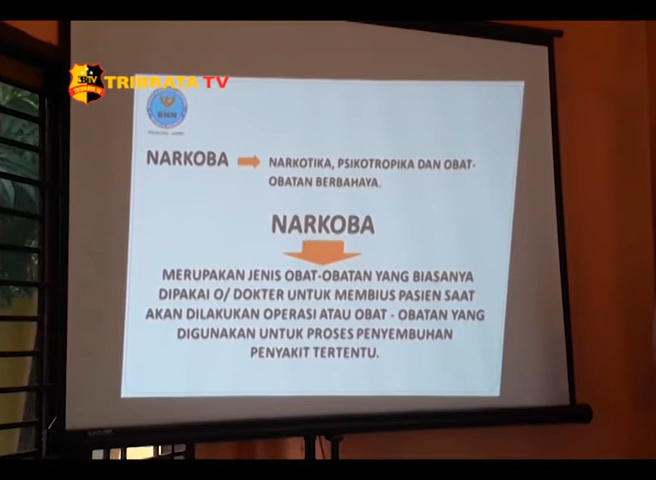 TRIBRATA TV
BNN
NARKOBA
NARKOTIKA, PSIKOTROPIKA DAN OBAT-
OBATAN BERBAHAYA.
NARKOBA
MERUPAKAN JENIS OBAT-OBATAN YANG BIASANYA
DIPAKAI O/ DOKTER UNTUK MEMBIUS PASIEN SAAT
AKAN DILAKUKAN OPERASI ATAU OBAT - OBATAN YANG
DIGUNAKAN UNTUK PROSES PENYEMBUHAN
PENYAKIT TERTENTU.